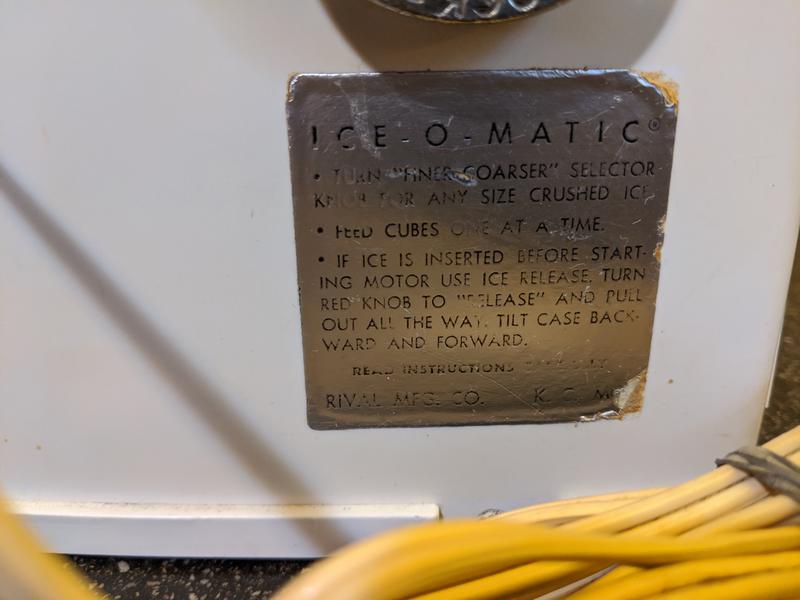 ICE-O-MATIC®
• TURN "FINER-COARSER" SELECTOR
KNOB FOR ANY SIZE CRUSHED ICE
• FEED CUBES ONE AT A TIME.
• IF ICE IS INSERTED BEFORE START-
ING MOTOR USE ICE RELEASE. TURN
RED KNOB TO "RELEASE" AND PULL
OUT ALL THE WAY. TILT CASE BACK-
WARD AND FORWARD.
READ INSTRUCTIONS
RIVAL MFG. CO. K. C. MO